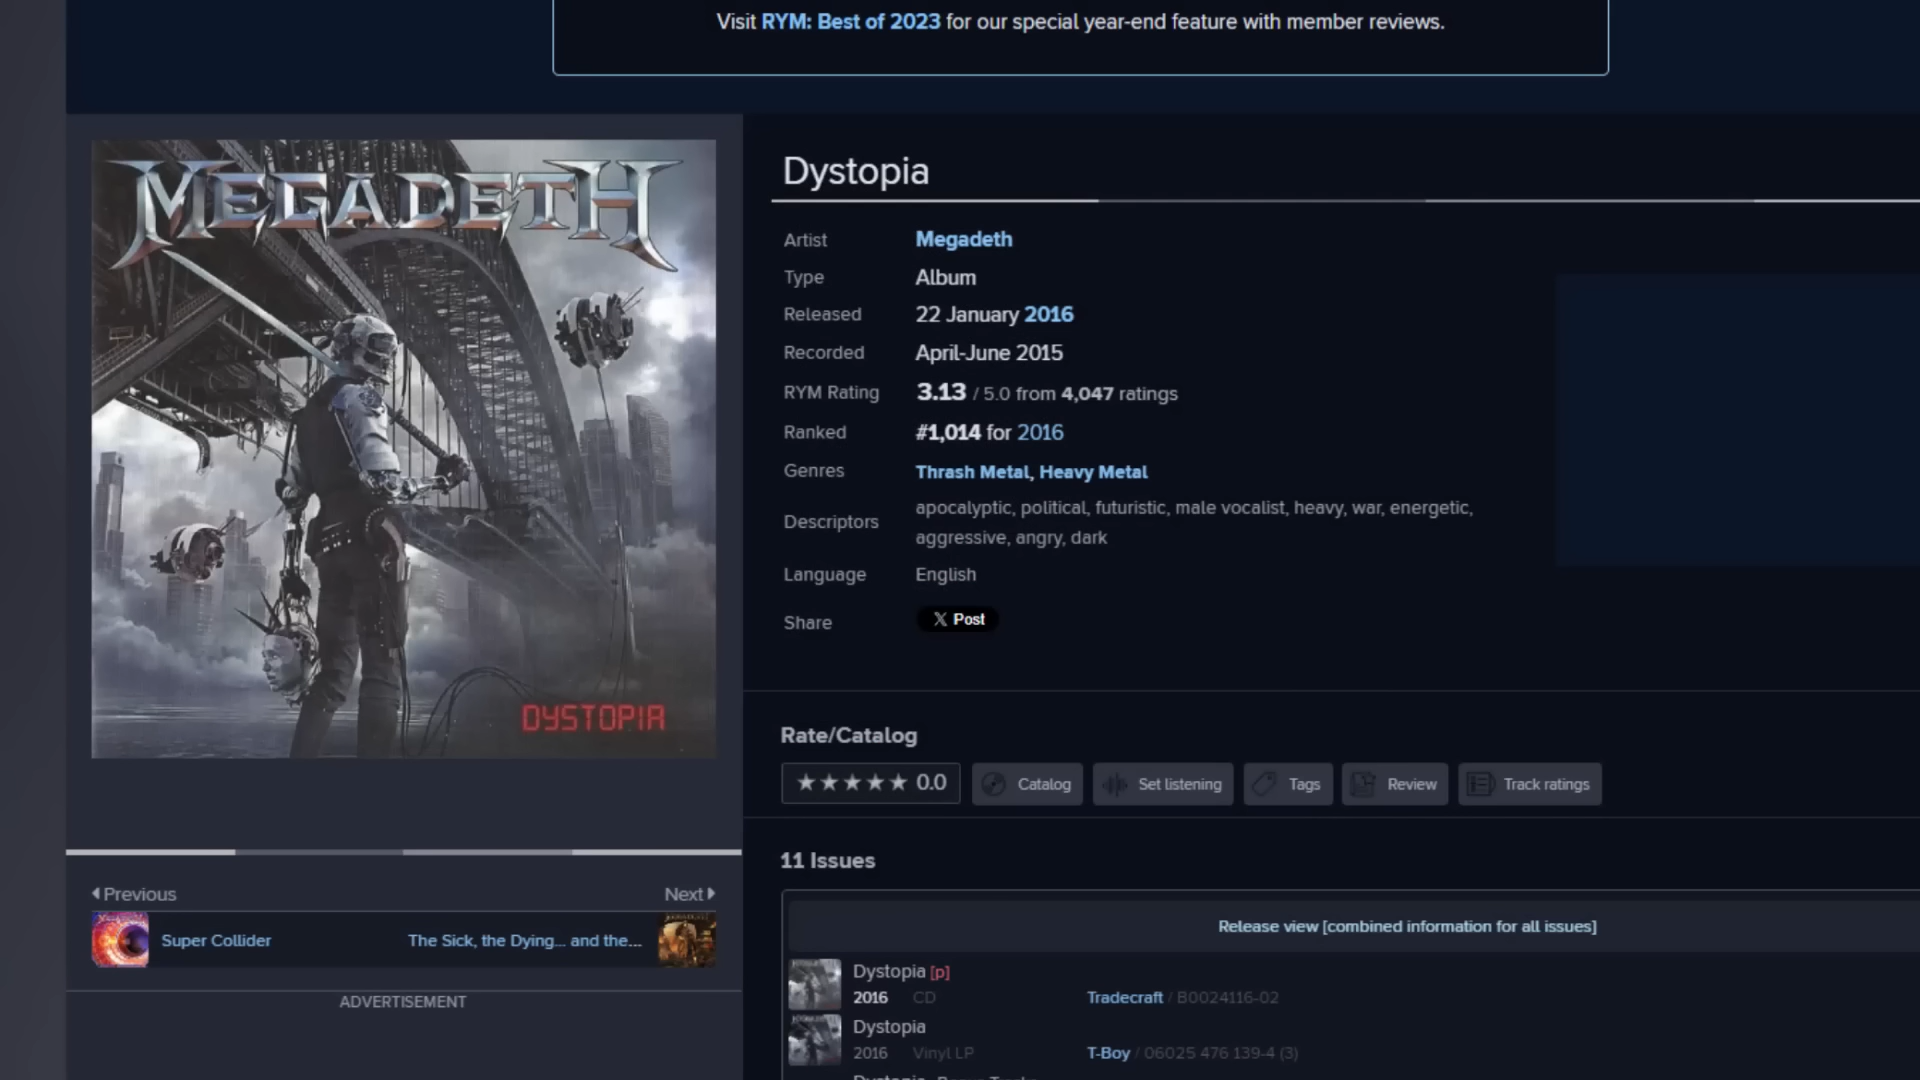 Visit RYM: Best of 2023 for our special year-end feature with member reviews.
MEGADETH
DYSTOPIA
Dystopia
Artist Megadeth
Type Album
Released 22 January 2016
Recorded April-June 2015
RYM Rating 3.13 / 5.0 from 4,047 ratings
Ranked #1,014 for 2016
Genres Thrash Metal, Heavy Metal
Descriptors apocalyptic, political, futuristic, male vocalist, heavy, war, energetic,
aggressive, angry, dark
Language English
Share X Post
Rate/Catalog
★★★★★ 0.0 Catalog Set listening Tags Review Track ratings
Previous Next
Super Collider The Sick, the Dying... and the...
ADVERTISEMENT
11 Issues
Release view [combined information for all issues]
Dystopia [p]
2016 CD Tradecraft / B0024116-02
Dystopia
2016 Vinyl LP T-Boy / 06025 476 139-4 (3)